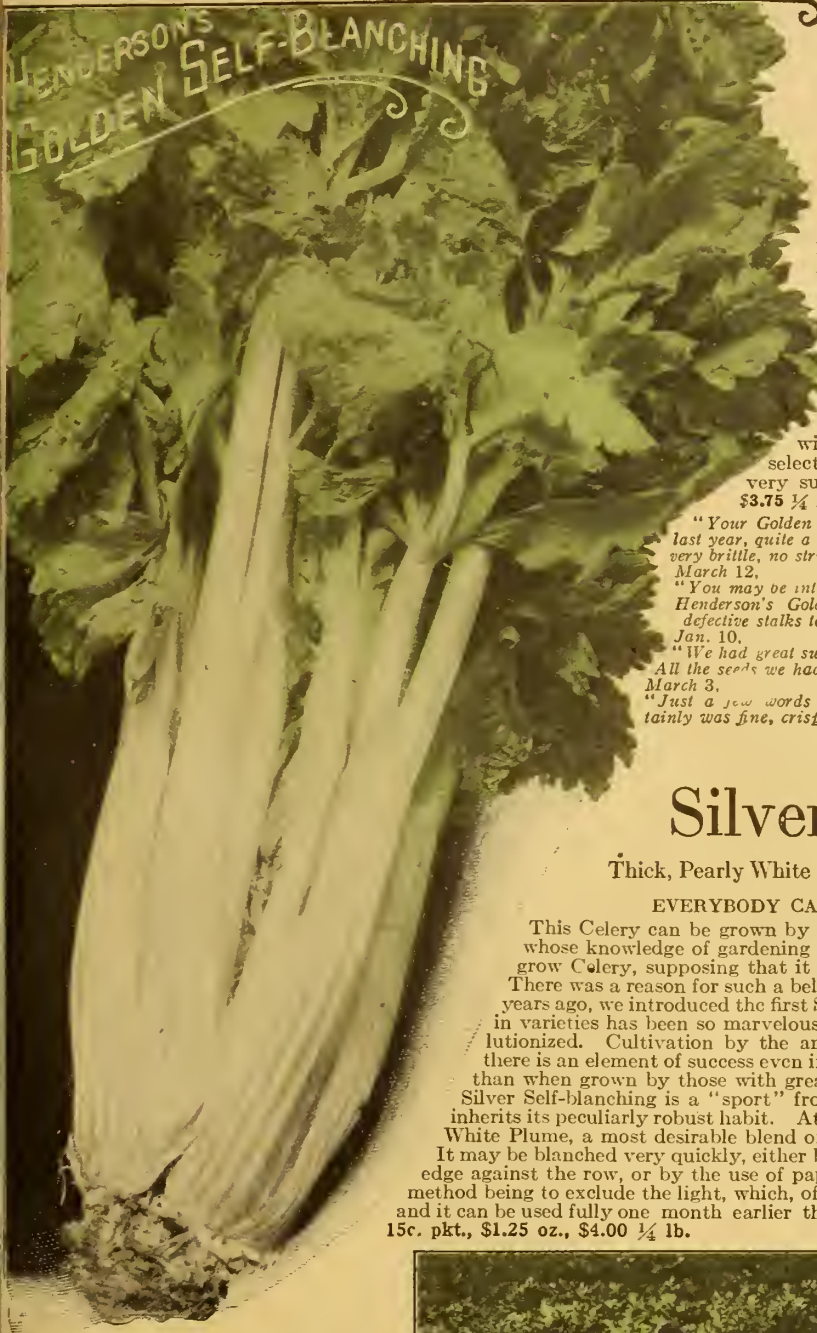 HENDERSON'S
GOLDEN SELF-BLANCHING
wi
select
very su
$3.75 ¼
"Your Golden
last year, quite a
very brittle, no str
March 12,
"You may be int
Henderson's Gol
defective stalks t
Jan. 10,
"We had great su
All the seeds we had
March 3,
"Just a few words
tainly was fine, crisp
Silver
Thick, Pearly White
EVERYBODY CA
This Celery can be grown by
whose knowledge of gardening
grow Celery, supposing that it
There was a reason for such a bel
years ago, we introduced the first S
in varieties has been so marvelous
lutionized. Cultivation by the am
there is an element of success even i
than when grown by those with grea
Silver Self-blanching is a "sport" fro
inherits its peculiarly robust habit. At
White Plume, a most desirable blend o
It may be blanched very quickly, either b
edge against the row, or by the use of pap
method being to exclude the light, which, of
and it can be used fully one month earlier th
15c. pkt., $1.25 oz., $4.00 ¼ lb.